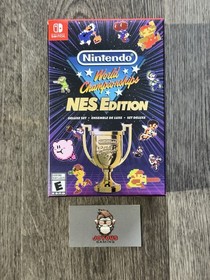 Nintendo
World
Championships
NES EDITION
DELUXE SET • ENSEMBLE DE LUXE • SET DELUXE
E